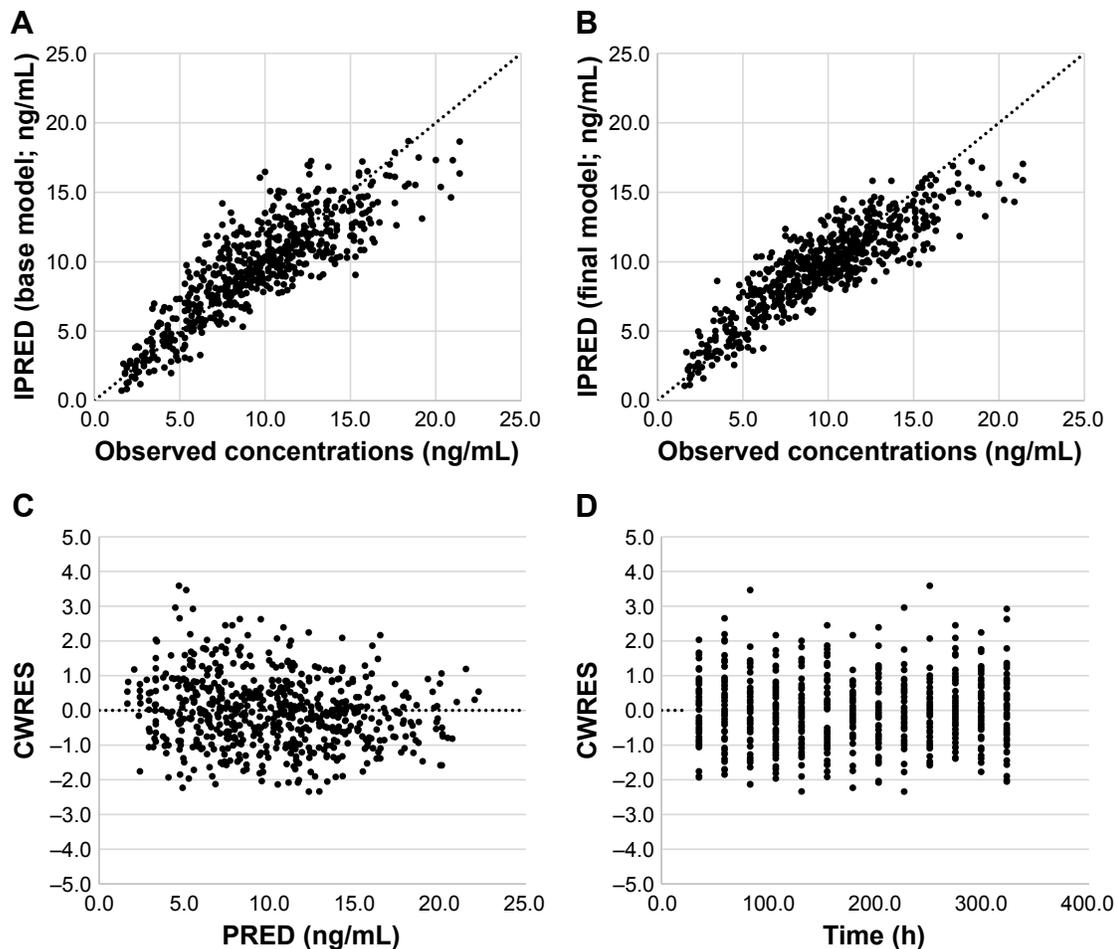 A
IPRED (base model; ng/mL)
25.0
20.0
15.0
10.0
5.0
0.0
0.0 5.0 10.0 15.0 20.0 25.0
Observed concentrations (ng/mL)
B
IPRED (final model; ng/mL)
25.0
20.0
15.0
10.0
5.0
0.0
0.0 5.0 10.0 15.0 20.0 25.0
Observed concentrations (ng/mL)
C
CWRES
5.0
4.0
3.0
2.0
1.0
0.0
–1.0
–2.0
–3.0
–4.0
–5.0
0.0 5.0 10.0 15.0 20.0 25.0
PRED (ng/mL)
D
CWRES
5.0
4.0
3.0
2.0
1.0
0.0
–1.0
–2.0
–3.0
–4.0
–5.0
0.0 100.0 200.0 300.0 400.0
Time (h)